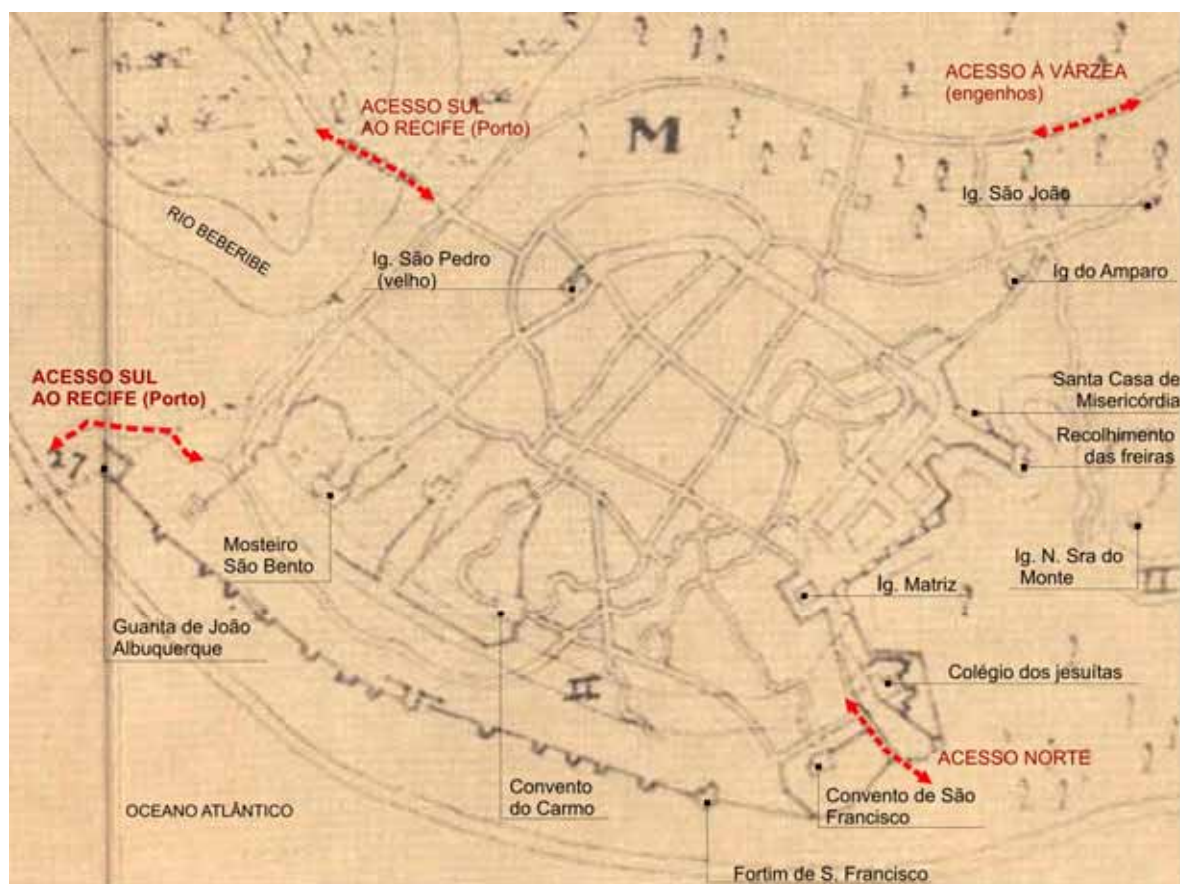 ACESSO SUL
AO RECIFE (Porto)
ACESSO À VÁRZEA
(engenhos)
M
Ig. São João
RIO BEBERIBE
Ig. São Pedro
(velho)
Ig do Amparo
ACESSO SUL
AO RECIFE (Porto)
Santa Casa de
Misericórdia
Recolhimento
das freiras
27
Mosteiro
São Bento
Ig. N. Sra do
Monte
Ig. Matriz
Guarita de João
Albuquerque
Colégio dos jesuítas
ACESSO NORTE
OCEANO ATLÂNTICO
Convento
do Carmo
Convento de São
Francisco
Fortim de S. Francisco